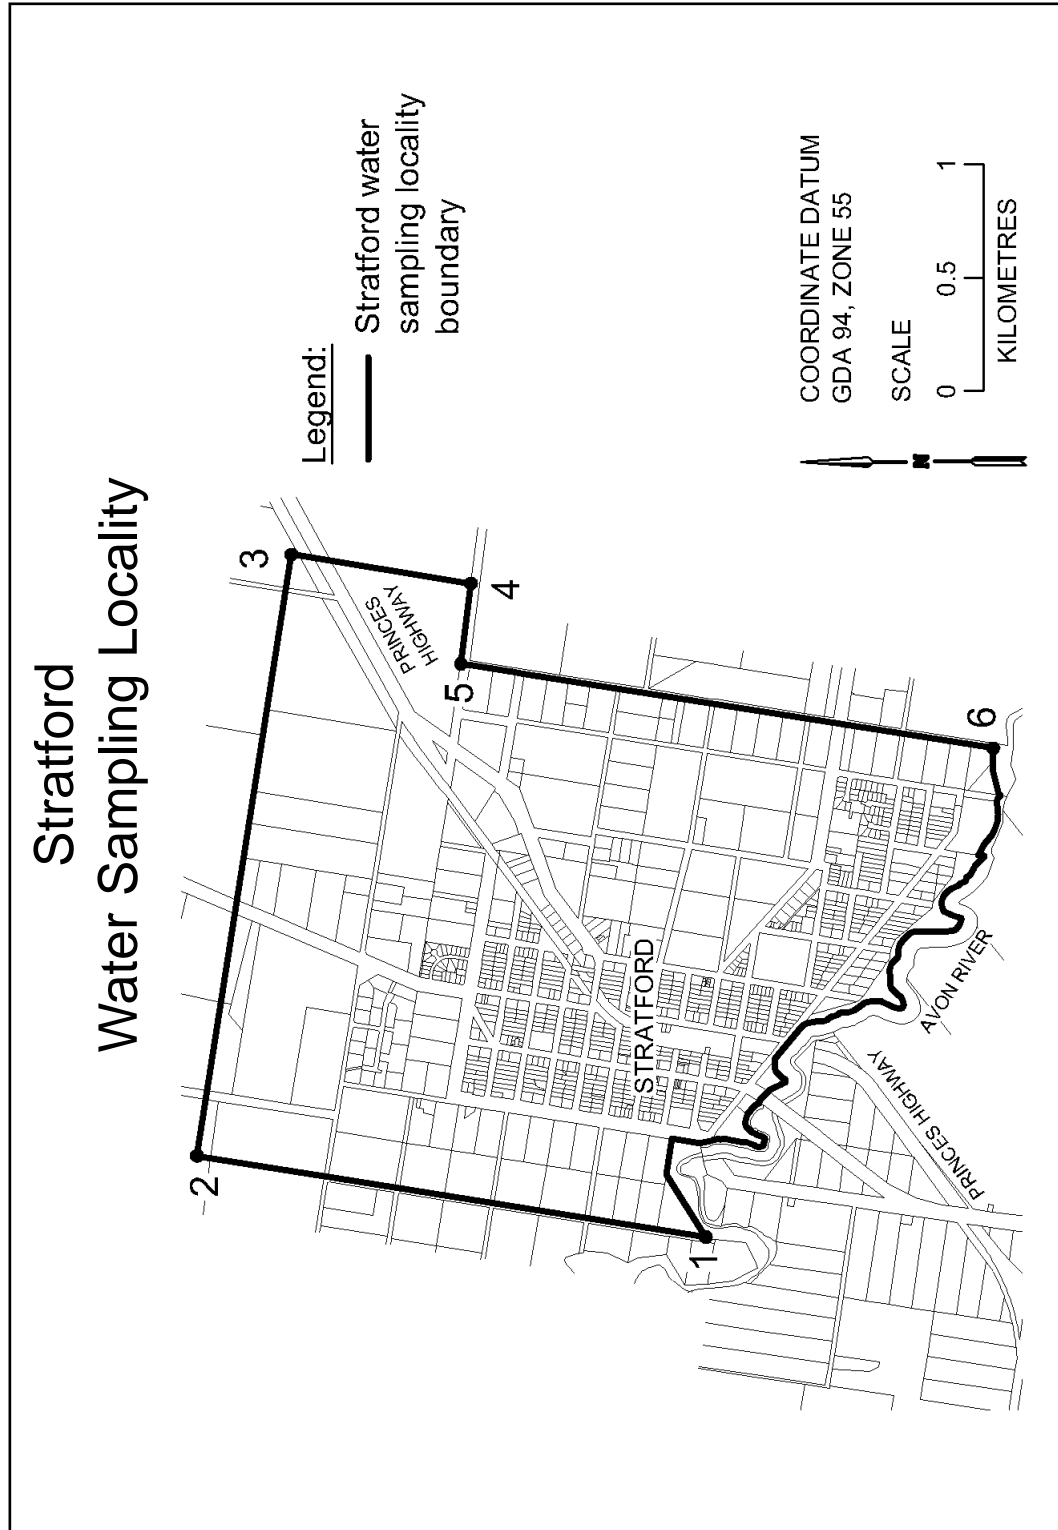 Stratford
Water Sampling Locality
Legend:
Stratford water
sampling locality
boundary
2
3
PRINCES
HIGHWAY
4
5
STRATFORD
1
6
AVON RIVER
PRINCES HIGHWAY
COORDINATE DATUM
GDA 94, ZONE 55
SCALE
0 0.5 1
KILOMETRES
N